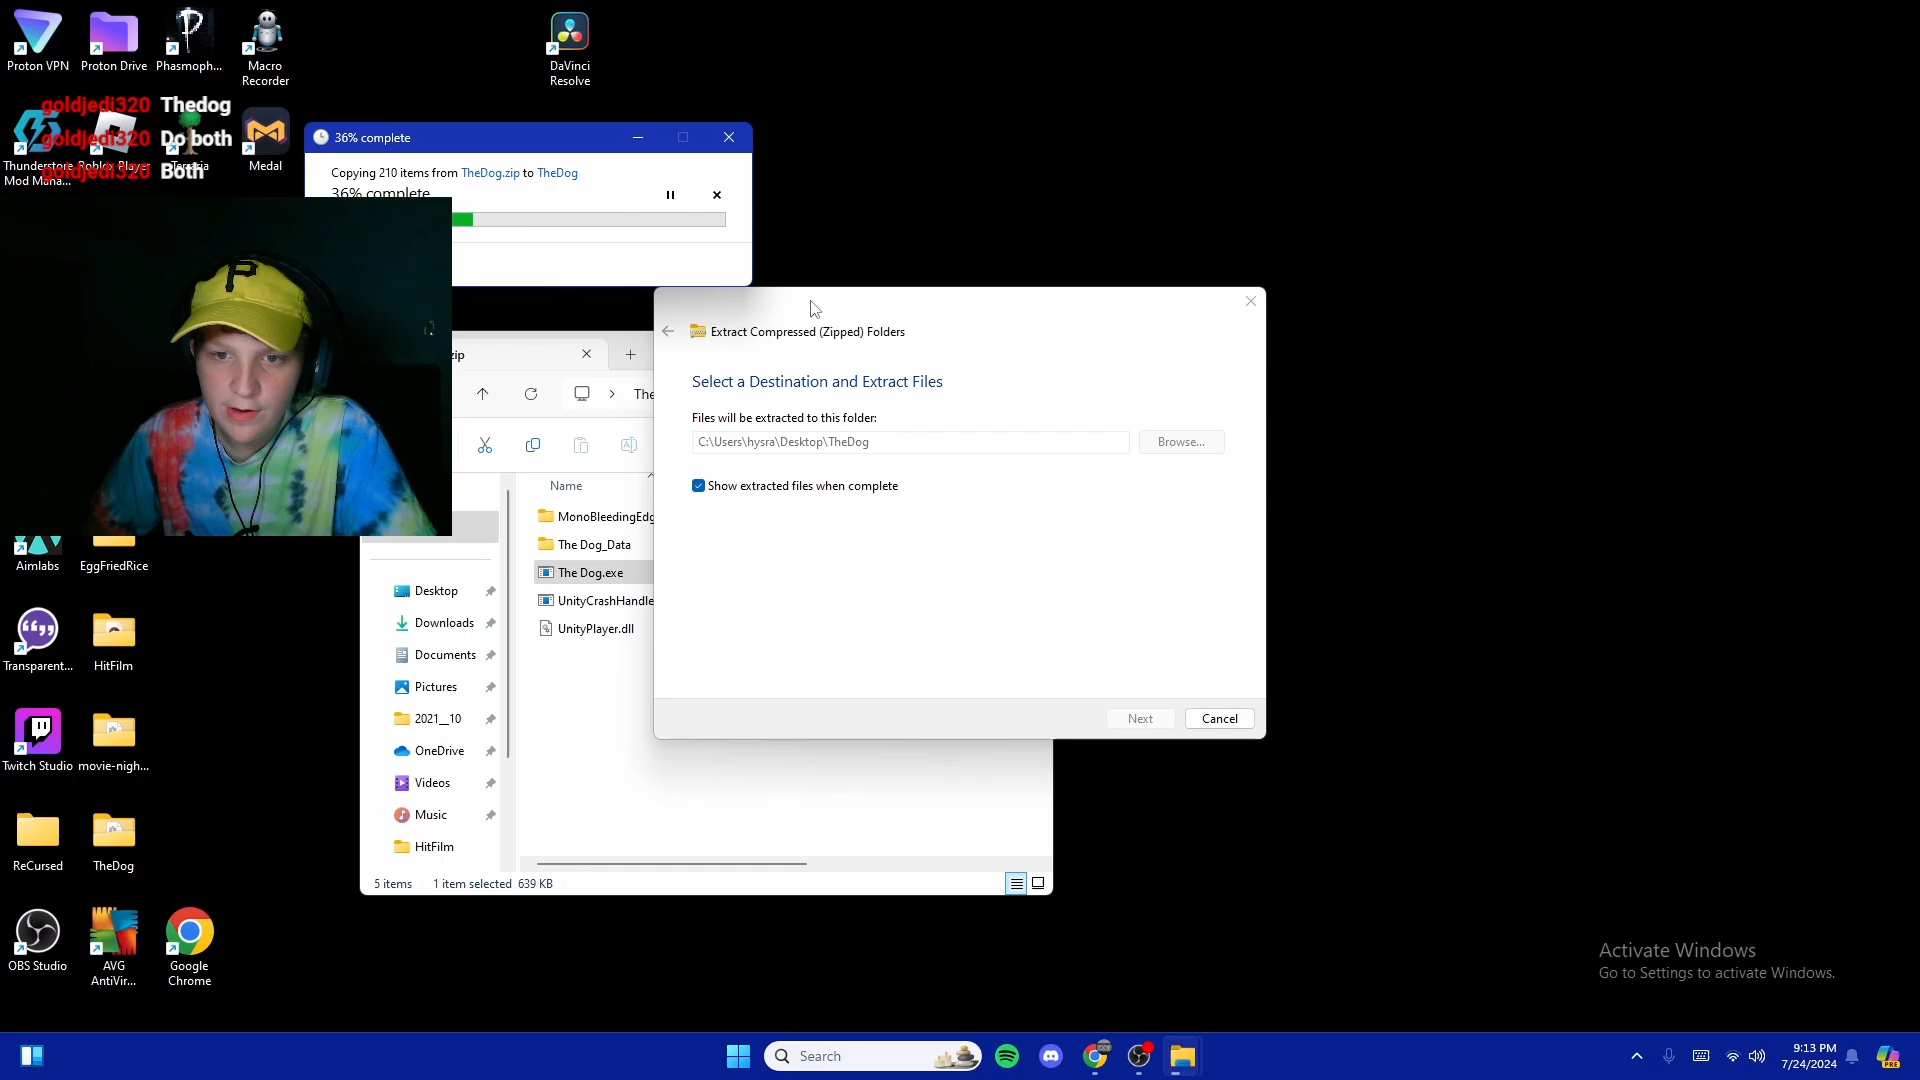 Proton VPN
Proton Drive
Phasmoph...
Macro
Recorder
DaVinci
Resolve
goldjedi320 Thedog
goldjedi320 Do both
goldjedi320 Both
Thunderstore
Mod Mana...
Roblox Player
Terraria
Medal
36% complete
Copying 210 items from TheDog.zip to TheDog
36% complete
P
zip
The
Extract Compressed (Zipped) Folders
Select a Destination and Extract Files
Files will be extracted to this folder:
C:\Users\hysra\Desktop\TheDog
Browse...
Show extracted files when complete
Next
Cancel
Name
MonoBleedingEdg
The Dog_Data
The Dog.exe
UnityCrashHandle
UnityPlayer.dll
Desktop
Downloads
Documents
Pictures
2021__10
OneDrive
Videos
Music
HitFilm
5 items
1 item selected 639 KB
Aimlabs
EggFriedRice
Transparent...
HitFilm
Twitch Studio
movie-nigh...
ReCursed
TheDog
OBS Studio
AVG
AntiVir...
Google
Chrome
Activate Windows
Go to Settings to activate Windows.
Search
9:13 PM
7/24/2024
PRE